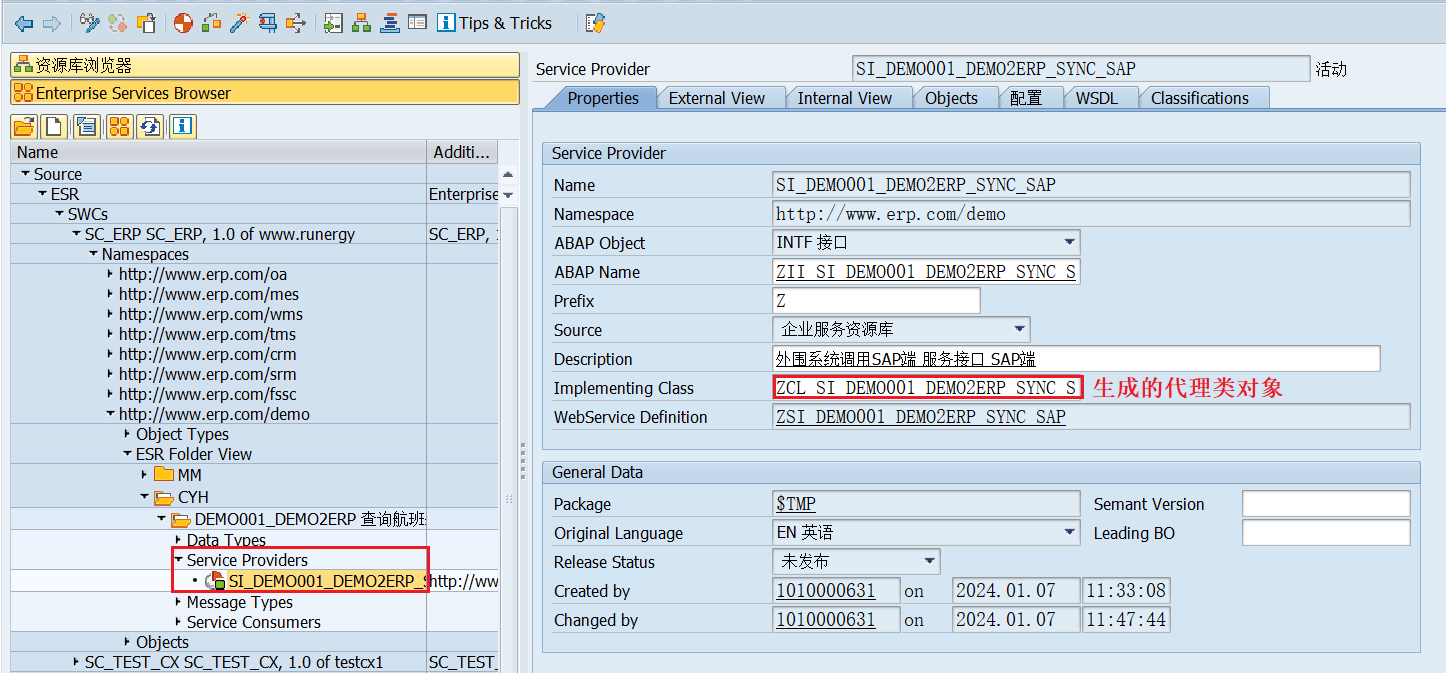 Tips & Tricks
资源库浏览器
Enterprise Services Browser
Name Additi...
Source
ESR Enterprise
SWCs
SC_ERP SC_ERP, 1.0 of www.runergy SC_ERP, 1
Namespaces
http://www.erp.com/oa
http://www.erp.com/mes
http://www.erp.com/wms
http://www.erp.com/tms
http://www.erp.com/crm
http://www.erp.com/srm
http://www.erp.com/fssc
http://www.erp.com/demo
Object Types
ESR Folder View
MM
CYH
DEMO001_DEMO2ERP 查询航班
Data Types
Service Providers
SI_DEMO001_DEMO2ERP_S http://ww
Message Types
Service Consumers
Objects
SC_TEST_CX SC_TEST_CX, 1.0 of testcx1 SC_TEST_
Service Provider SI_DEMO001_DEMO2ERP_SYNC_SAP 活动
Properties External View Internal View Objects 配置 WSDL Classifications
Service Provider
Name SI_DEMO001_DEMO2ERP_SYNC_SAP
Namespace http://www.erp.com/demo
ABAP Object INTF 接口
ABAP Name ZII_SI_DEMO001_DEMO2ERP_SYNC_S
Prefix Z
Source 企业服务资源库
Description 外围系统调用SAP端_服务接口_SAP端
Implementing Class ZCL_SI_DEMO001_DEMO2ERP_SYNC_S 生成的代理类对象
WebService Definition ZSI_DEMO001_DEMO2ERP_SYNC_SAP
General Data
Package $TMP Semant Version
Original Language EN 英语 Leading BO
Release Status 未发布
Created by 1010000631 on 2024.01.07 11:33:08
Changed by 1010000631 on 2024.01.07 11:47:44